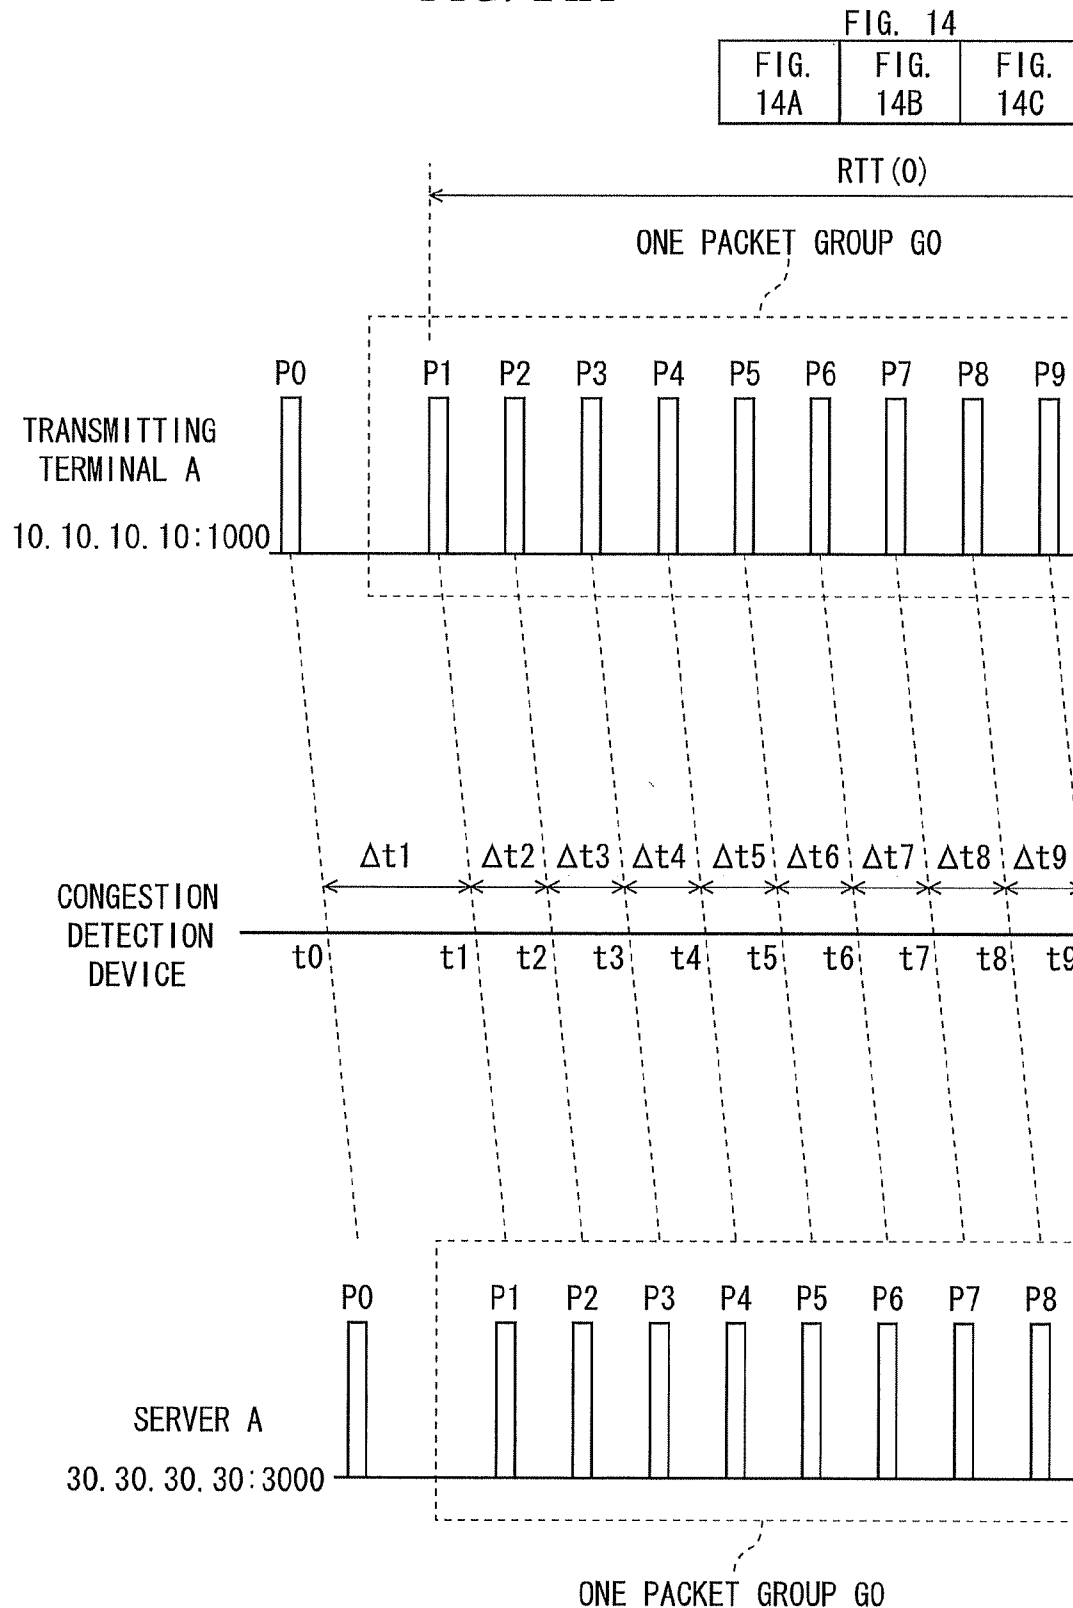 FIG. 14
FIG. 14A FIG. 14B FIG. 14C
RTT(0)
ONE PACKET GROUP G0
P0 P1 P2 P3 P4 P5 P6 P7 P8 P9
TRANSMITTING
TERMINAL A
10.10.10.10:1000
Δt1 Δt2 Δt3 Δt4 Δt5 Δt6 Δt7 Δt8 Δt9
CONGESTION
DETECTION
DEVICE
t0 t1 t2 t3 t4 t5 t6 t7 t8 t9
P0 P1 P2 P3 P4 P5 P6 P7 P8
SERVER A
30.30.30.30:3000
ONE PACKET GROUP G0